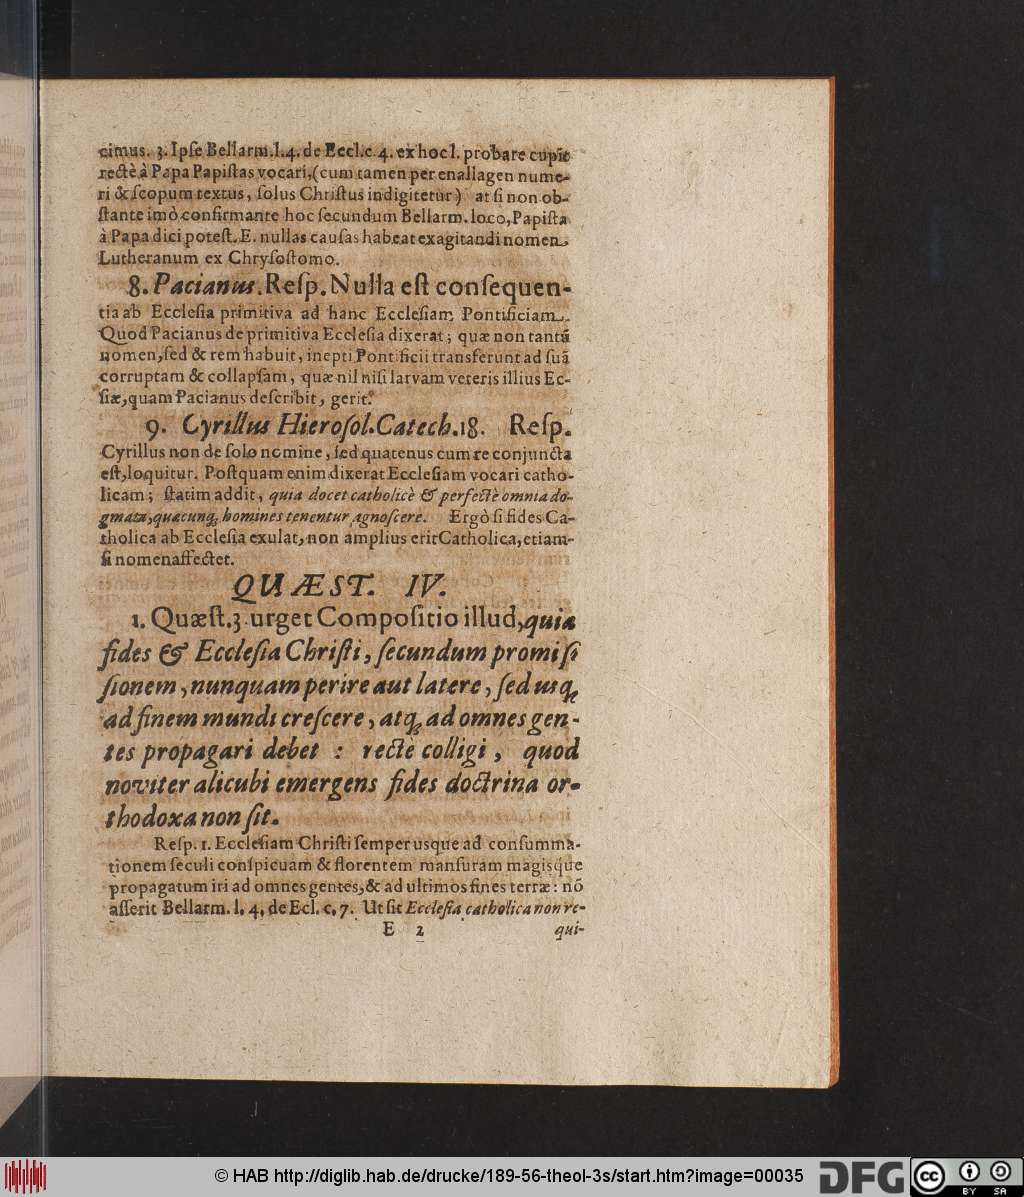 cimus. 3. Ipſe Bellarm. l. 4. de Eccl. c. 4. ex hoc l. probare cupit
rectè à Papa Papiſtas vocari, (cum tamen per enallagen nume-
ri & ſcopum textus, ſolus Chriſtus indigitetur) at ſi non ob-
ſtante imò confirmante hoc ſecundum Bellarm. loco, Papiſta
à Papa dici poteſt. E. nullas cauſas habeat exagitandi nomen
Lutheranum ex Chryſoſtomo.
8. Pacianus. Reſp. Nulla eſt conſequen-
tia ab Eccleſia primitiva ad hanc Eccleſiam Pontificiam.
Quod Pacianus de primitiva Eccleſia dixerat; quæ non tantũ
nomen, ſed & rem habuit, inepti Pontificii transferunt ad ſuã
corruptam & collapſam, quæ nil niſi larvam veteris illius Ec-
ſiæ, quam Pacianus deſcribit, gerit.
9. Cyrillus Hieroſol. Catech. 18. Reſp.
Cyrillus non de ſolo nomine, ſed quatenus cum re conjuncta
eſt, loquitur. Poſtquam enim dixerat Eccleſiam vocari catho-
licam; ſtatim addit, quia docet catholicè & perfectè omnia do-
gmata, quæcunq; homines tenentur agnoſcere. Ergò ſi fides Ca-
tholica ab Eccleſia exulat, non amplius erit Catholica, etiam-
ſi nomen affectet.
QUÆST. IV.
1. Quæſt. 3 urget Compoſitio illud, quia
fides & Eccleſia Chriſti, ſecundum promiſſi
ſionem, nunquam perire aut latere, ſed usq;
ad finem mundi creſcere, atq; ad omnes gen-
tes propagari debet : recte colligi, quod
noviter alicubi emergens fides doctrina or-
thodoxa non ſit.
Reſp. 1. Eccleſiam Chriſti ſemper usque ad conſumma-
tionem ſeculi conſpicuam & florentem manſuram magisque
propagatum iri ad omnes gentes, & ad ultimos fines terræ: nõ
aſſerit Bellarm. l. 4, de Ecl. c, 7. Ut ſit Eccleſia catholica non re-
E 2 qui-
© HAB http://diglib.hab.de/drucke/189-56-theol-3s/start.htm?image=00035 DFG cc BY SA